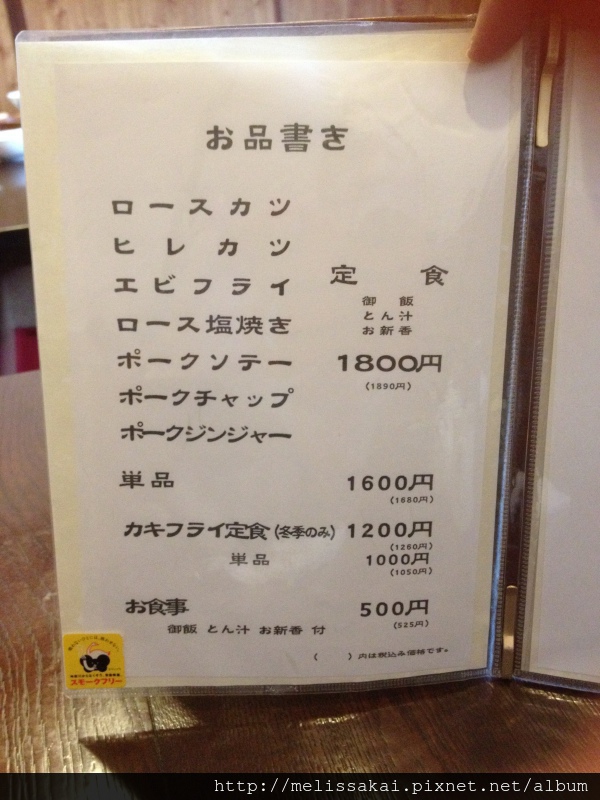 お品書き
ロースカツ
ヒレカツ
エビフライ
ロース塩焼き
ポークソテー
ポークチャップ
ポークジンジャー
定食
御飯
とん汁
お新香
1800円
(1890円)
単品 1600円
(1680円)
カキフライ定食(冬季のみ) 1200円
(1260円)
単品 1000円
(1050円)
お食事 500円
御飯 とん汁 お新香 付 (525円)
( )内は税込み価格です。
スモークフリー
http://melissakai.pixnet.net/album